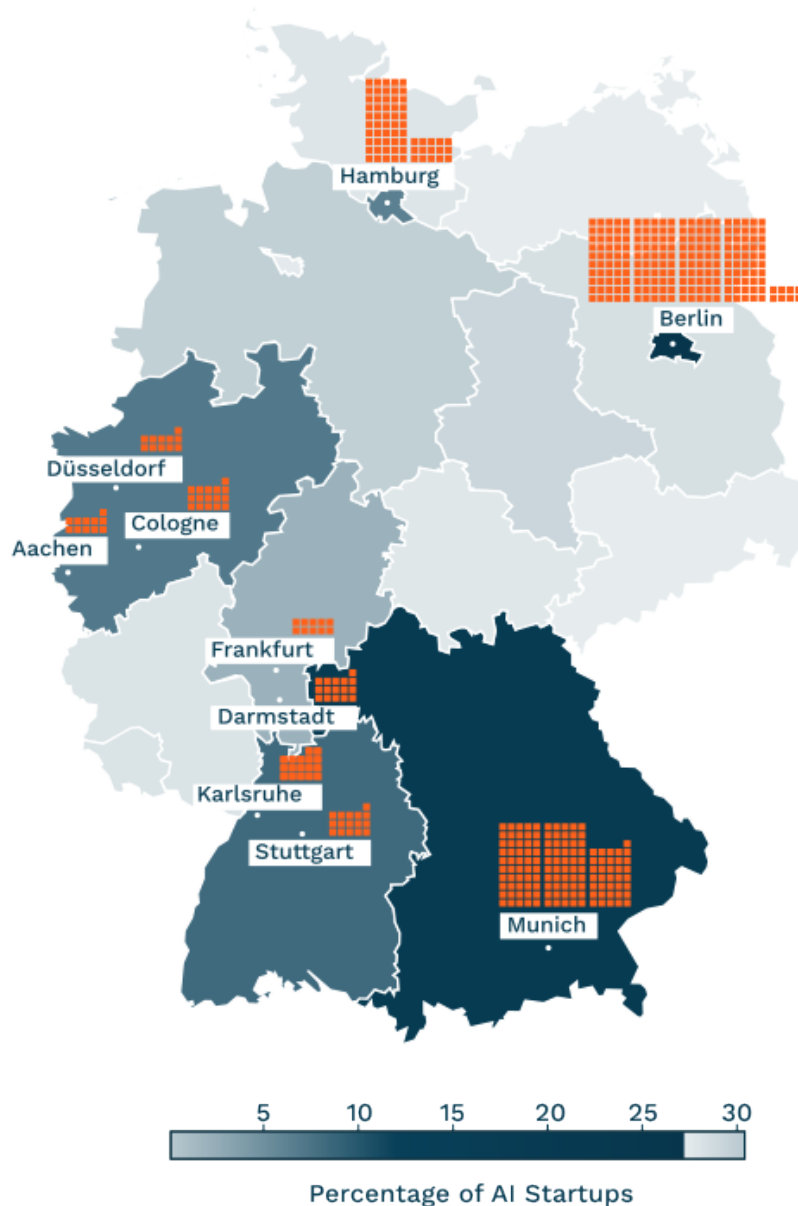 Hamburg
Berlin
Düsseldorf
Cologne
Aachen
Frankfurt
Darmstadt
Karlsruhe
Stuttgart
Munich
5 10 15 20 25 30
Percentage of AI Startups